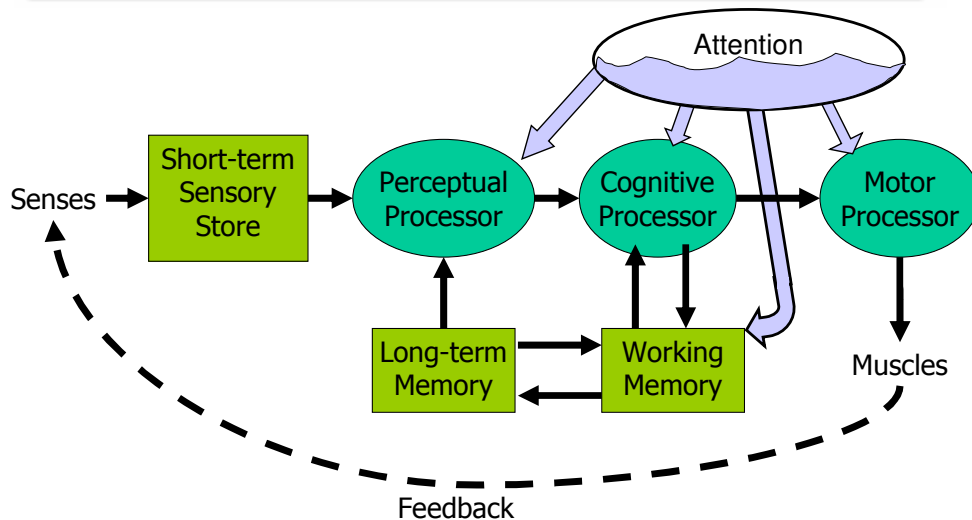 Attention
Senses
Short-term
Sensory
Store
Perceptual
Processor
Cognitive
Processor
Motor
Processor
Long-term
Memory
Working
Memory
Muscles
Feedback